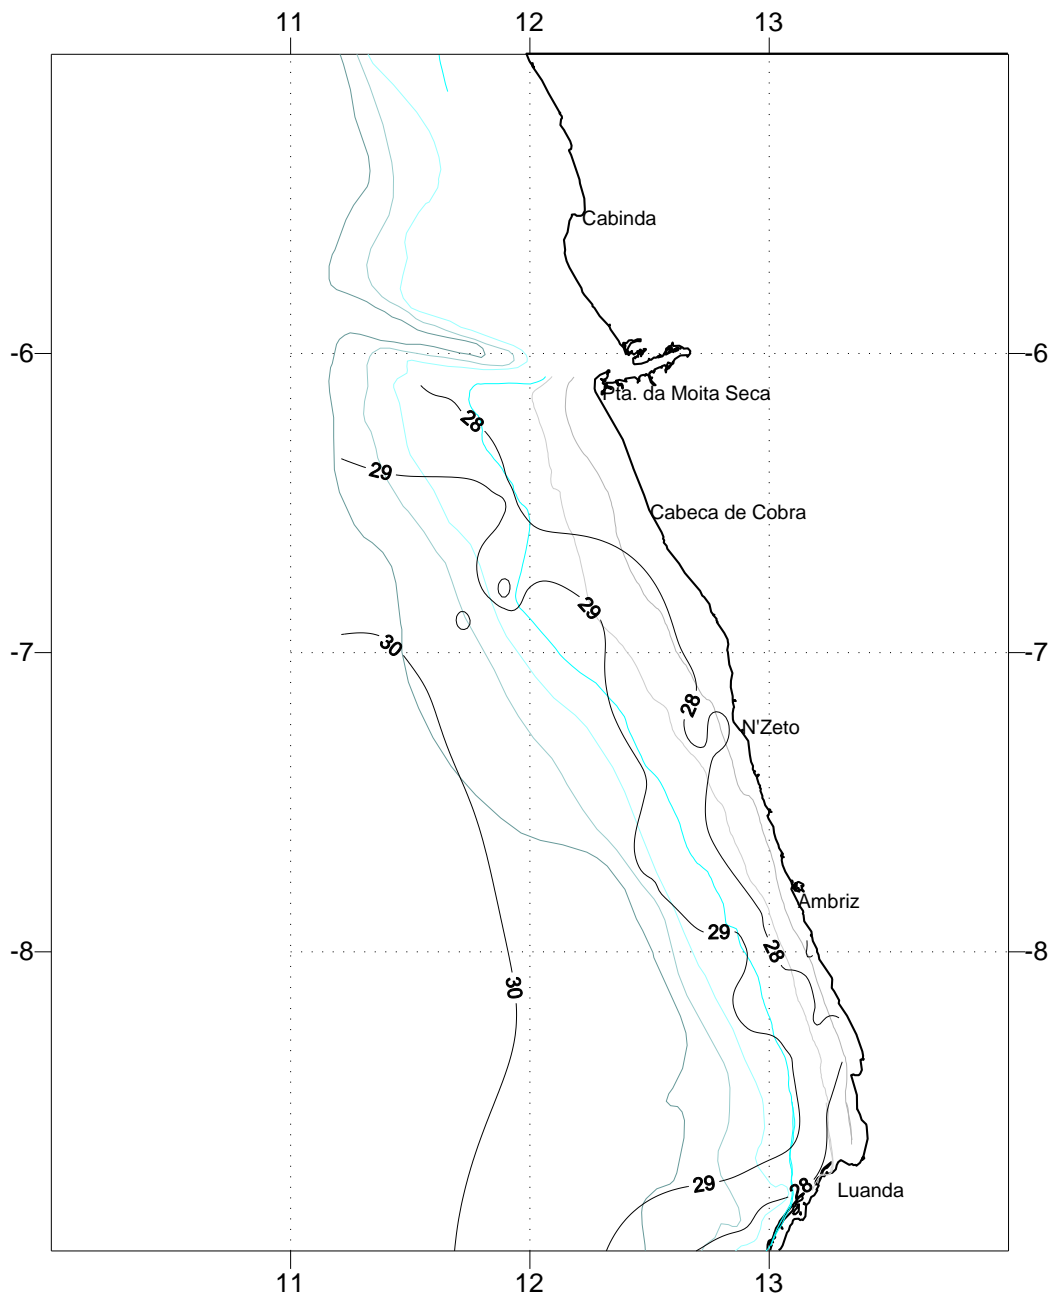 11 12 13
Cabinda
-6 -6
Pta. da Moita Seca
28
29
Cabeca de Cobra
29
30
-7 -7
28
N'Zeto
Ambriz
29
28
-8 -8
30
29
28
Luanda
11 12 13